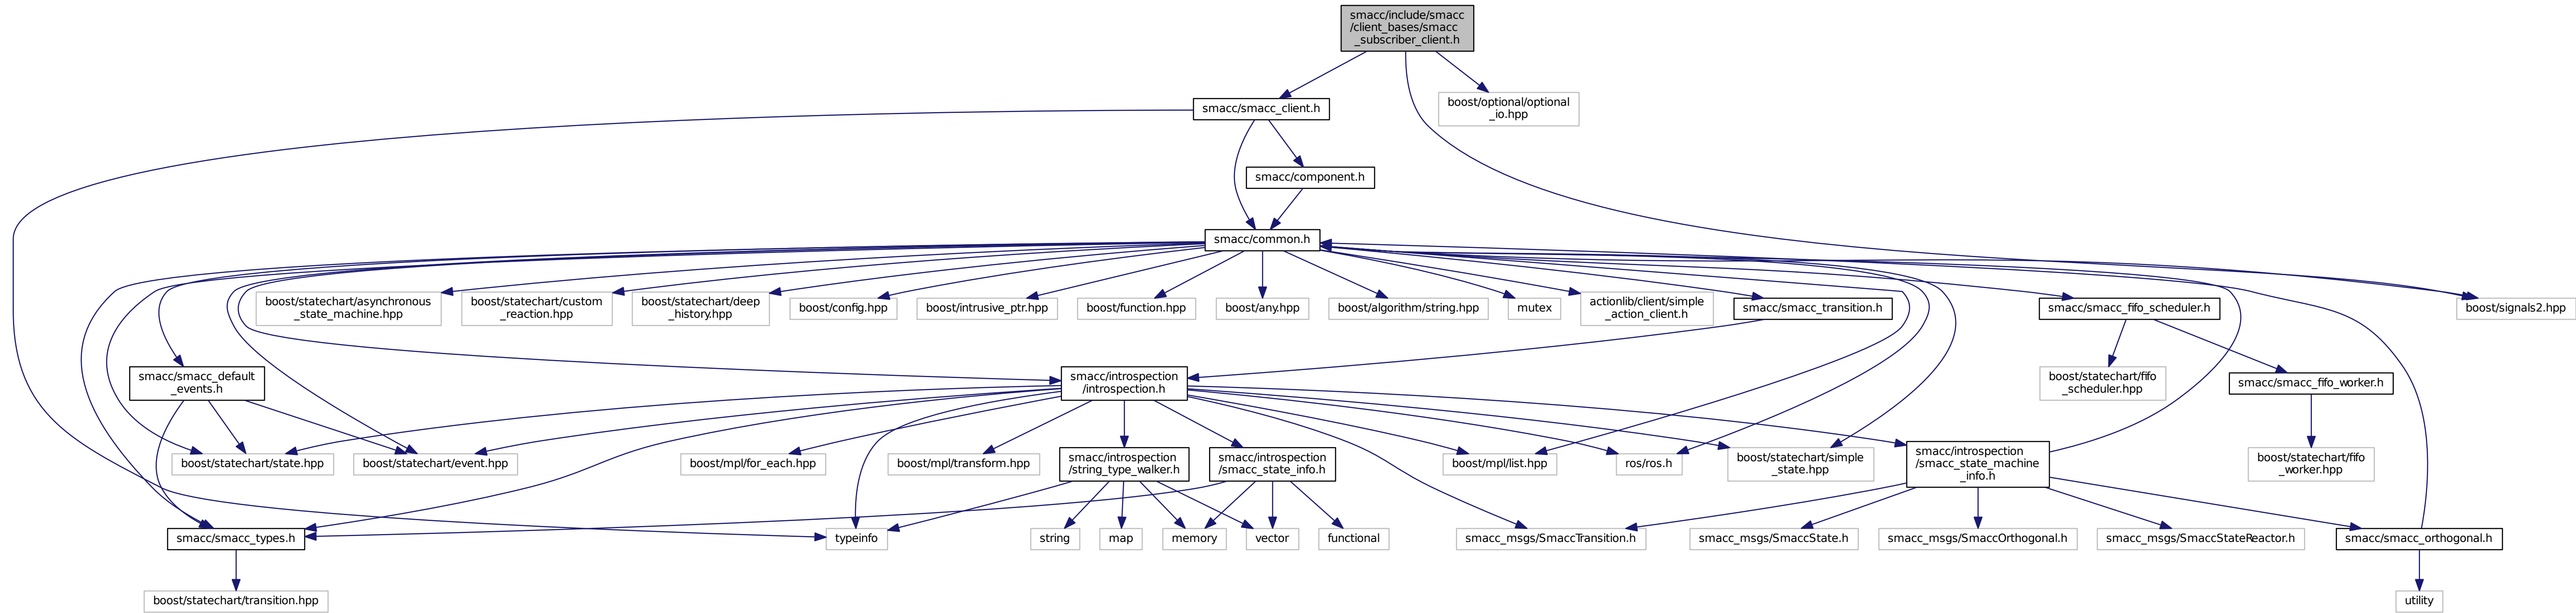 smacc/include/smacc
/client_bases/smacc
_subscriber_client.h
smacc/smacc_client.h
boost/optional/optional
_io.hpp
smacc/component.h
smacc/common.h
boost/statechart/asynchronous
_state_machine.hpp
boost/statechart/custom
_reaction.hpp
boost/statechart/deep
_history.hpp
boost/config.hpp
boost/intrusive_ptr.hpp
boost/function.hpp
boost/any.hpp
boost/algorithm/string.hpp
mutex
actionlib/client/simple
_action_client.h
smacc/smacc_transition.h
smacc/smacc_fifo_scheduler.h
boost/signals2.hpp
smacc/smacc_default
_events.h
smacc/introspection
/introspection.h
boost/statechart/fifo
_scheduler.hpp
smacc/smacc_fifo_worker.h
boost/statechart/state.hpp
boost/statechart/event.hpp
boost/mpl/for_each.hpp
boost/mpl/transform.hpp
smacc/introspection
/string_type_walker.h
smacc/introspection
/smacc_state_info.h
boost/mpl/list.hpp
ros/ros.h
boost/statechart/simple
_state.hpp
smacc/introspection
/smacc_state_machine
_info.h
boost/statechart/fifo
_worker.hpp
smacc/smacc_types.h
typeinfo
string
map
memory
vector
functional
smacc_msgs/SmaccTransition.h
smacc_msgs/SmaccState.h
smacc_msgs/SmaccOrthogonal.h
smacc_msgs/SmaccStateReactor.h
smacc/smacc_orthogonal.h
boost/statechart/transition.hpp
utility